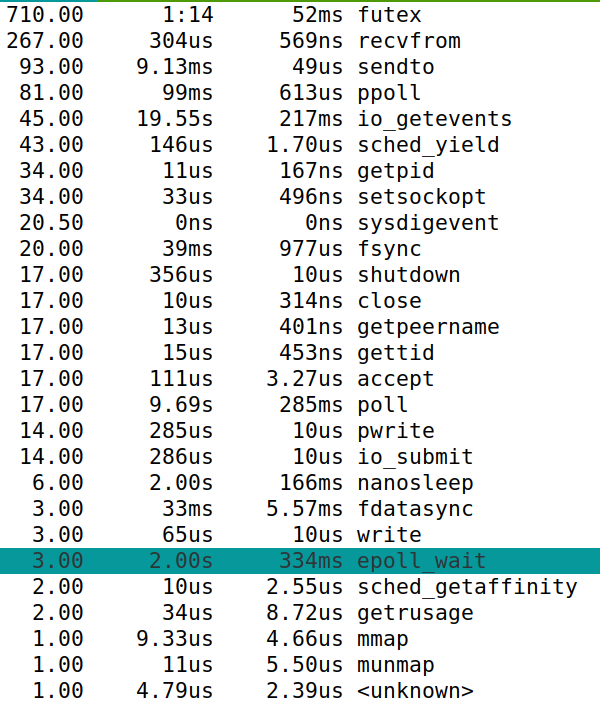 710.00 1:14 52ms futex
267.00 304us 569ns recvfrom
93.00 9.13ms 49us sendto
81.00 99ms 613us ppoll
45.00 19.55s 217ms io_getevents
43.00 146us 1.70us sched_yield
34.00 11us 167ns getpid
34.00 33us 496ns setsockopt
20.50 0ns 0ns sysdigevent
20.00 39ms 977us fsync
17.00 356us 10us shutdown
17.00 10us 314ns close
17.00 13us 401ns getpeername
17.00 15us 453ns gettid
17.00 111us 3.27us accept
17.00 9.69s 285ms poll
14.00 285us 10us pwrite
14.00 286us 10us io_submit
6.00 2.00s 166ms nanosleep
3.00 33ms 5.57ms fdatasync
3.00 65us 10us write
3.00 2.00s 334ms epoll_wait
2.00 10us 2.55us sched_getaffinity
2.00 34us 8.72us getrusage
1.00 9.33us 4.66us mmap
1.00 11us 5.50us munmap
1.00 4.79us 2.39us <unknown>